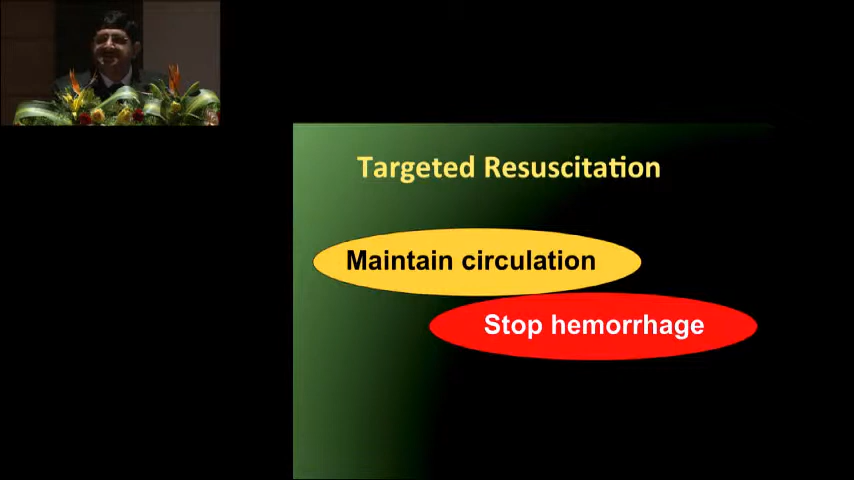 Targeted Resuscitation
Maintain circulation
Stop hemorrhage